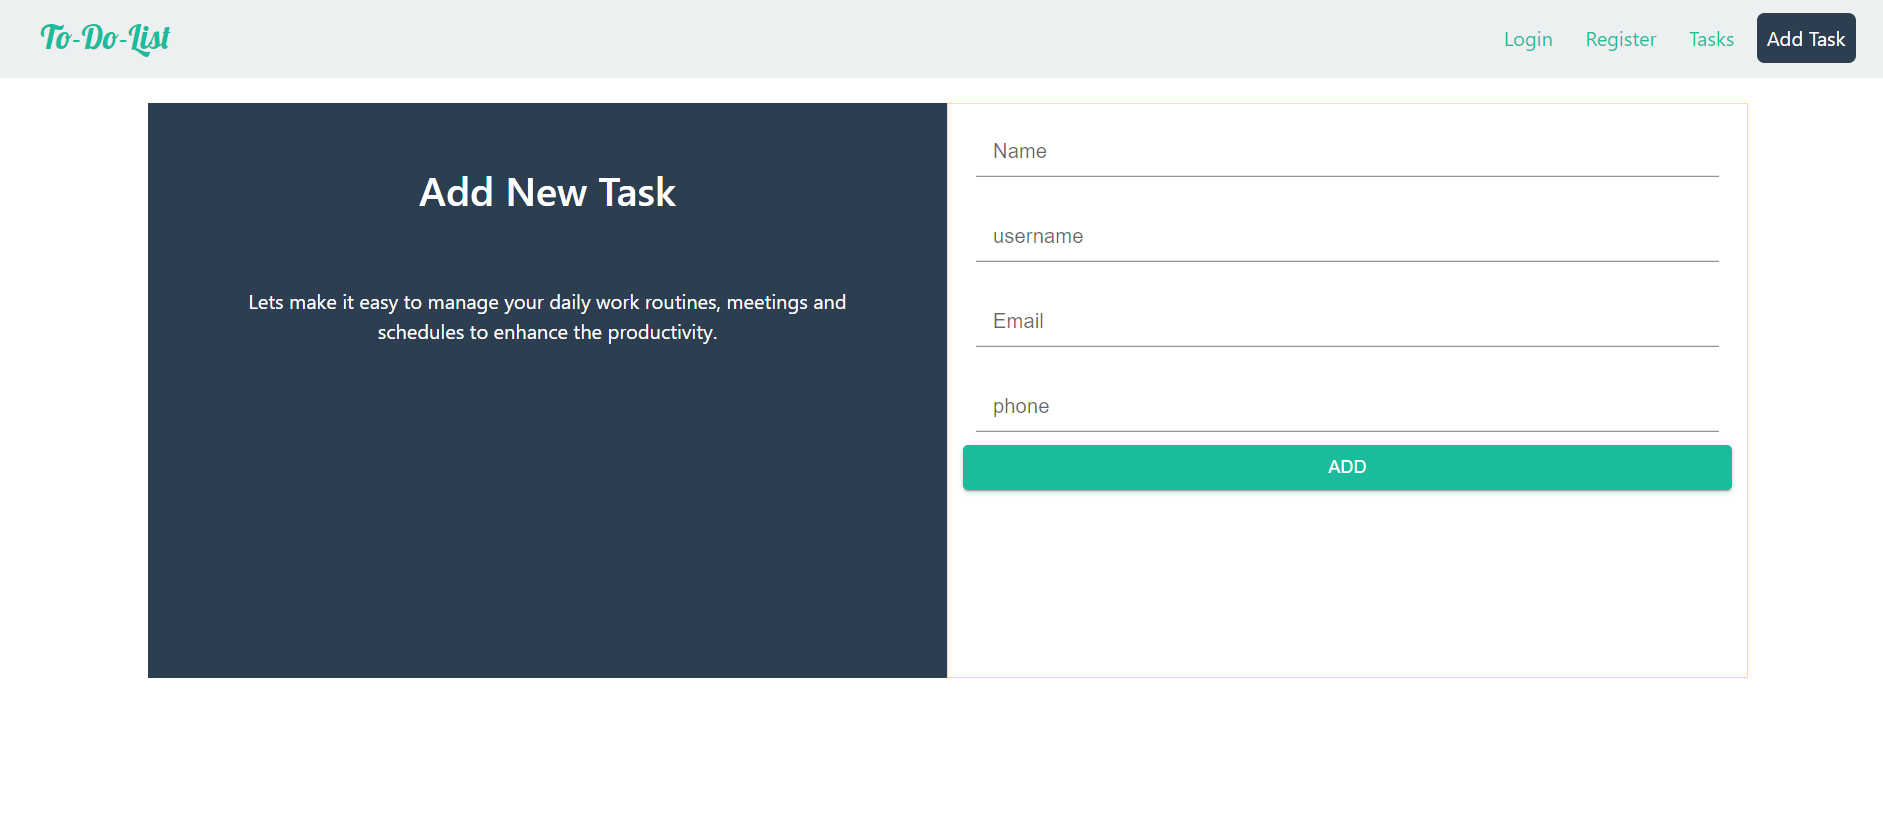 To-Do-List
Login
Register
Tasks
Add Task
Add New Task
Lets make it easy to manage your daily work routines, meetings and
schedules to enhance the productivity.
Name
username
Email
phone
ADD